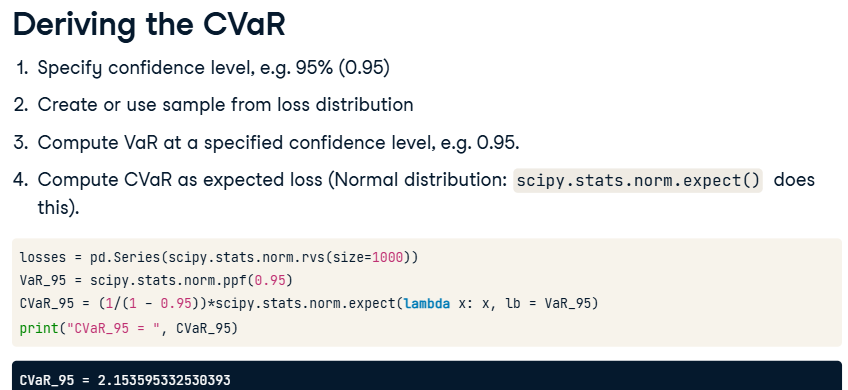 Deriving the CVaR
1. Specify confidence level, e.g. 95% (0.95)
2. Create or use sample from loss distribution
3. Compute VaR at a specified confidence level, e.g. 0.95.
4. Compute CVaR as expected loss (Normal distribution: scipy.stats.norm.expect() does
this).
losses = pd.Series(scipy.stats.norm.rvs(size=1000))
VaR_95 = scipy.stats.norm.ppf(0.95)
CVaR_95 = (1/(1 - 0.95))*scipy.stats.norm.expect(lambda x: x, lb = VaR_95)
print("CVaR_95 = ", CVaR_95)
CVaR_95 = 2.153595332530393